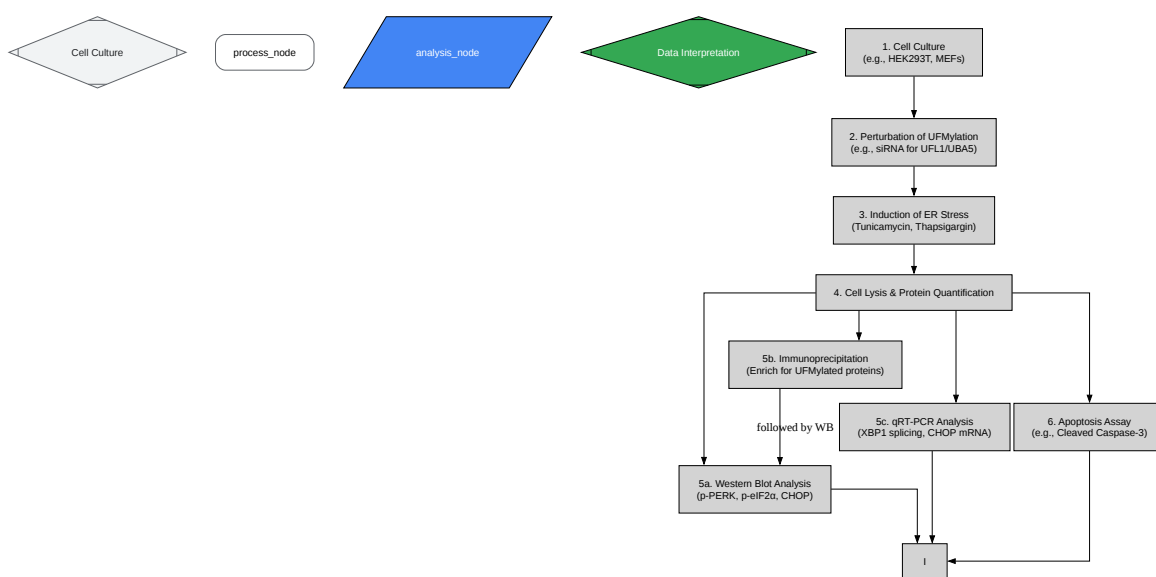 Cell Culture
process_node
analysis_node
Data Interpretation
1. Cell Culture
(e.g., HEK293T, MEFs)
2. Perturbation of UFMylation
(e.g., siRNA for UFL1/UBA5)
3. Induction of ER Stress
(Tunicamycin, Thapsigargin)
4. Cell Lysis & Protein Quantification
5b. Immunoprecipitation
(Enrich for UFMylated proteins)
followed by WB
5c. qRT-PCR Analysis
(XBP1 splicing, CHOP mRNA)
6. Apoptosis Assay
(e.g., Cleaved Caspase-3)
5a. Western Blot Analysis
(p-PERK, p-eIF2α, CHOP)
I